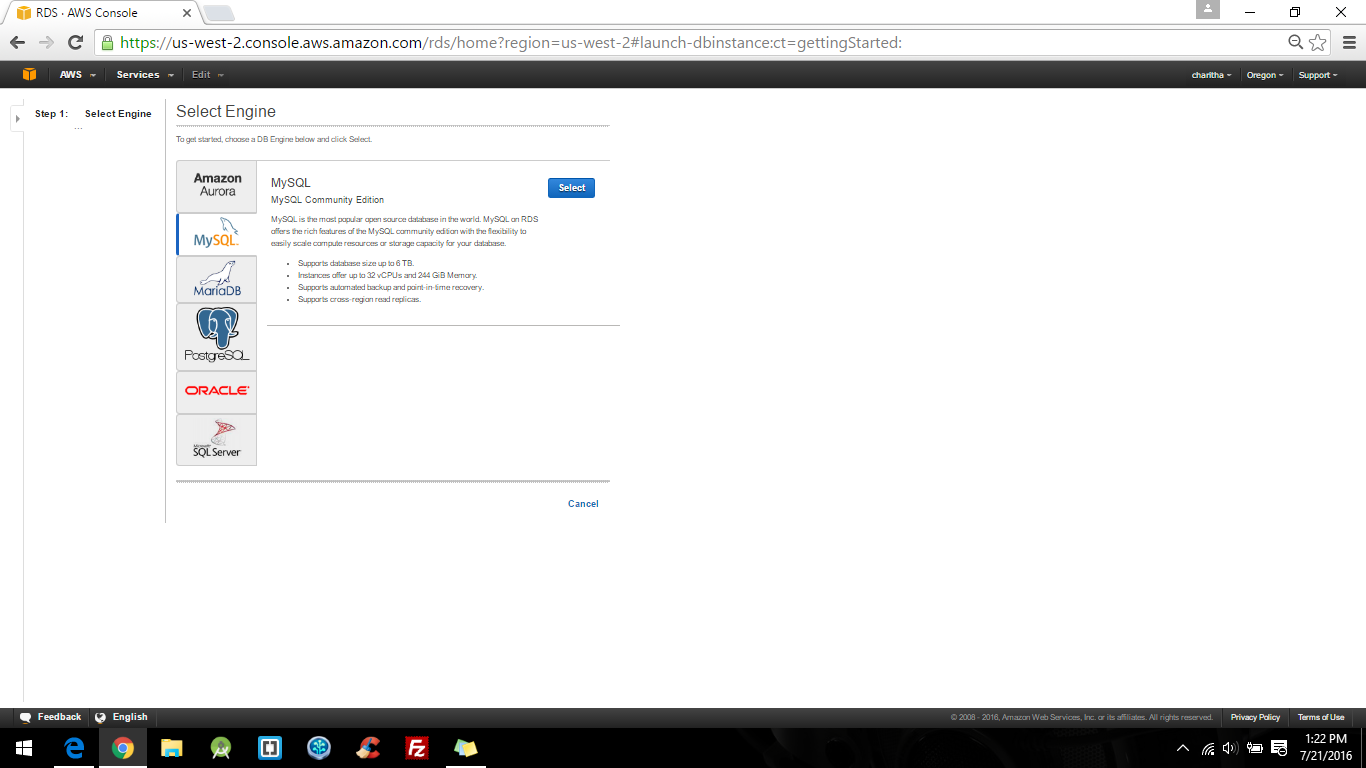 RDS · AWS Console
https://us-west-2.console.aws.amazon.com/rds/home?region=us-west-2#launch-dbinstance:ct=gettingStarted:
AWS Services Edit charitha Oregon Support
Step 1: Select Engine
...
Select Engine
To get started, choose a DB Engine below and click Select.
Amazon
Aurora
MySQL
MariaDB
PostgreSQL
ORACLE
Microsoft
SQL Server
MySQL
Select
MySQL Community Edition
MySQL is the most popular open source database in the world. MySQL on RDS
offers the rich features of the MySQL community edition with the flexibility to
easily scale compute resources or storage capacity for your database.
• Supports database size up to 6 TB.
• Instances offer up to 32 vCPUs and 244 GiB Memory.
• Supports automated backup and point-in-time recovery.
• Supports cross-region read replicas.
Cancel
Feedback English © 2008 - 2016, Amazon Web Services, Inc. or its affiliates. All rights reserved. Privacy Policy Terms of Use
Fz
1:22 PM
7/21/2016